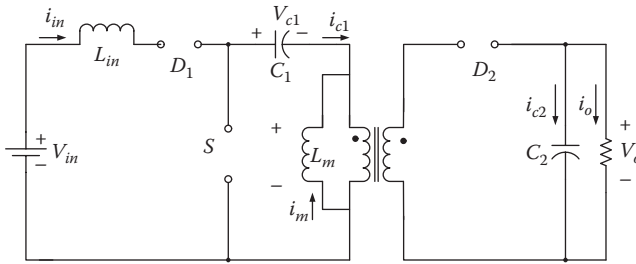 i_in
L_in
D_1
+ V_c1 −
C_1
i_c1
D_2
+
V_in
−
S
+
L_m
−
i_m
i_c2
i_o
C_2
+
V_o
−